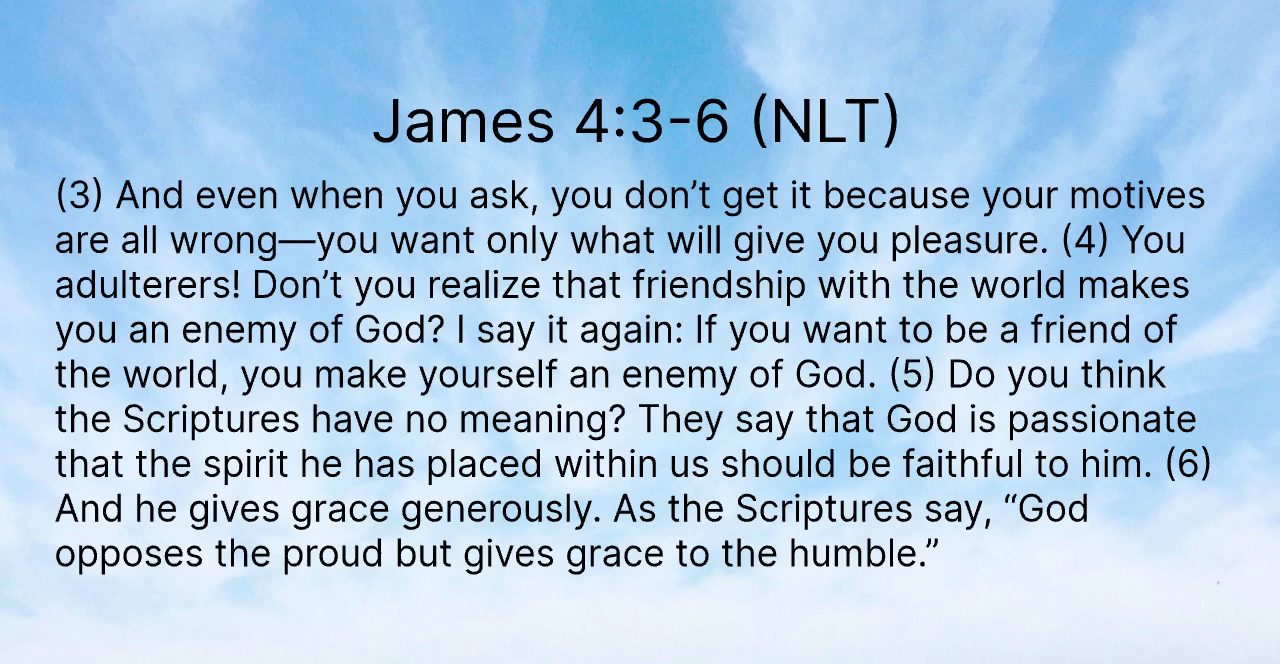 James 4:3-6 (NLT)
(3) And even when you ask, you don’t get it because your motives
are all wrong—you want only what will give you pleasure. (4) You
adulterers! Don’t you realize that friendship with the world makes
you an enemy of God? I say it again: If you want to be a friend of
the world, you make yourself an enemy of God. (5) Do you think
the Scriptures have no meaning? They say that God is passionate
that the spirit he has placed within us should be faithful to him. (6)
And he gives grace generously. As the Scriptures say, “God
opposes the proud but gives grace to the humble.”